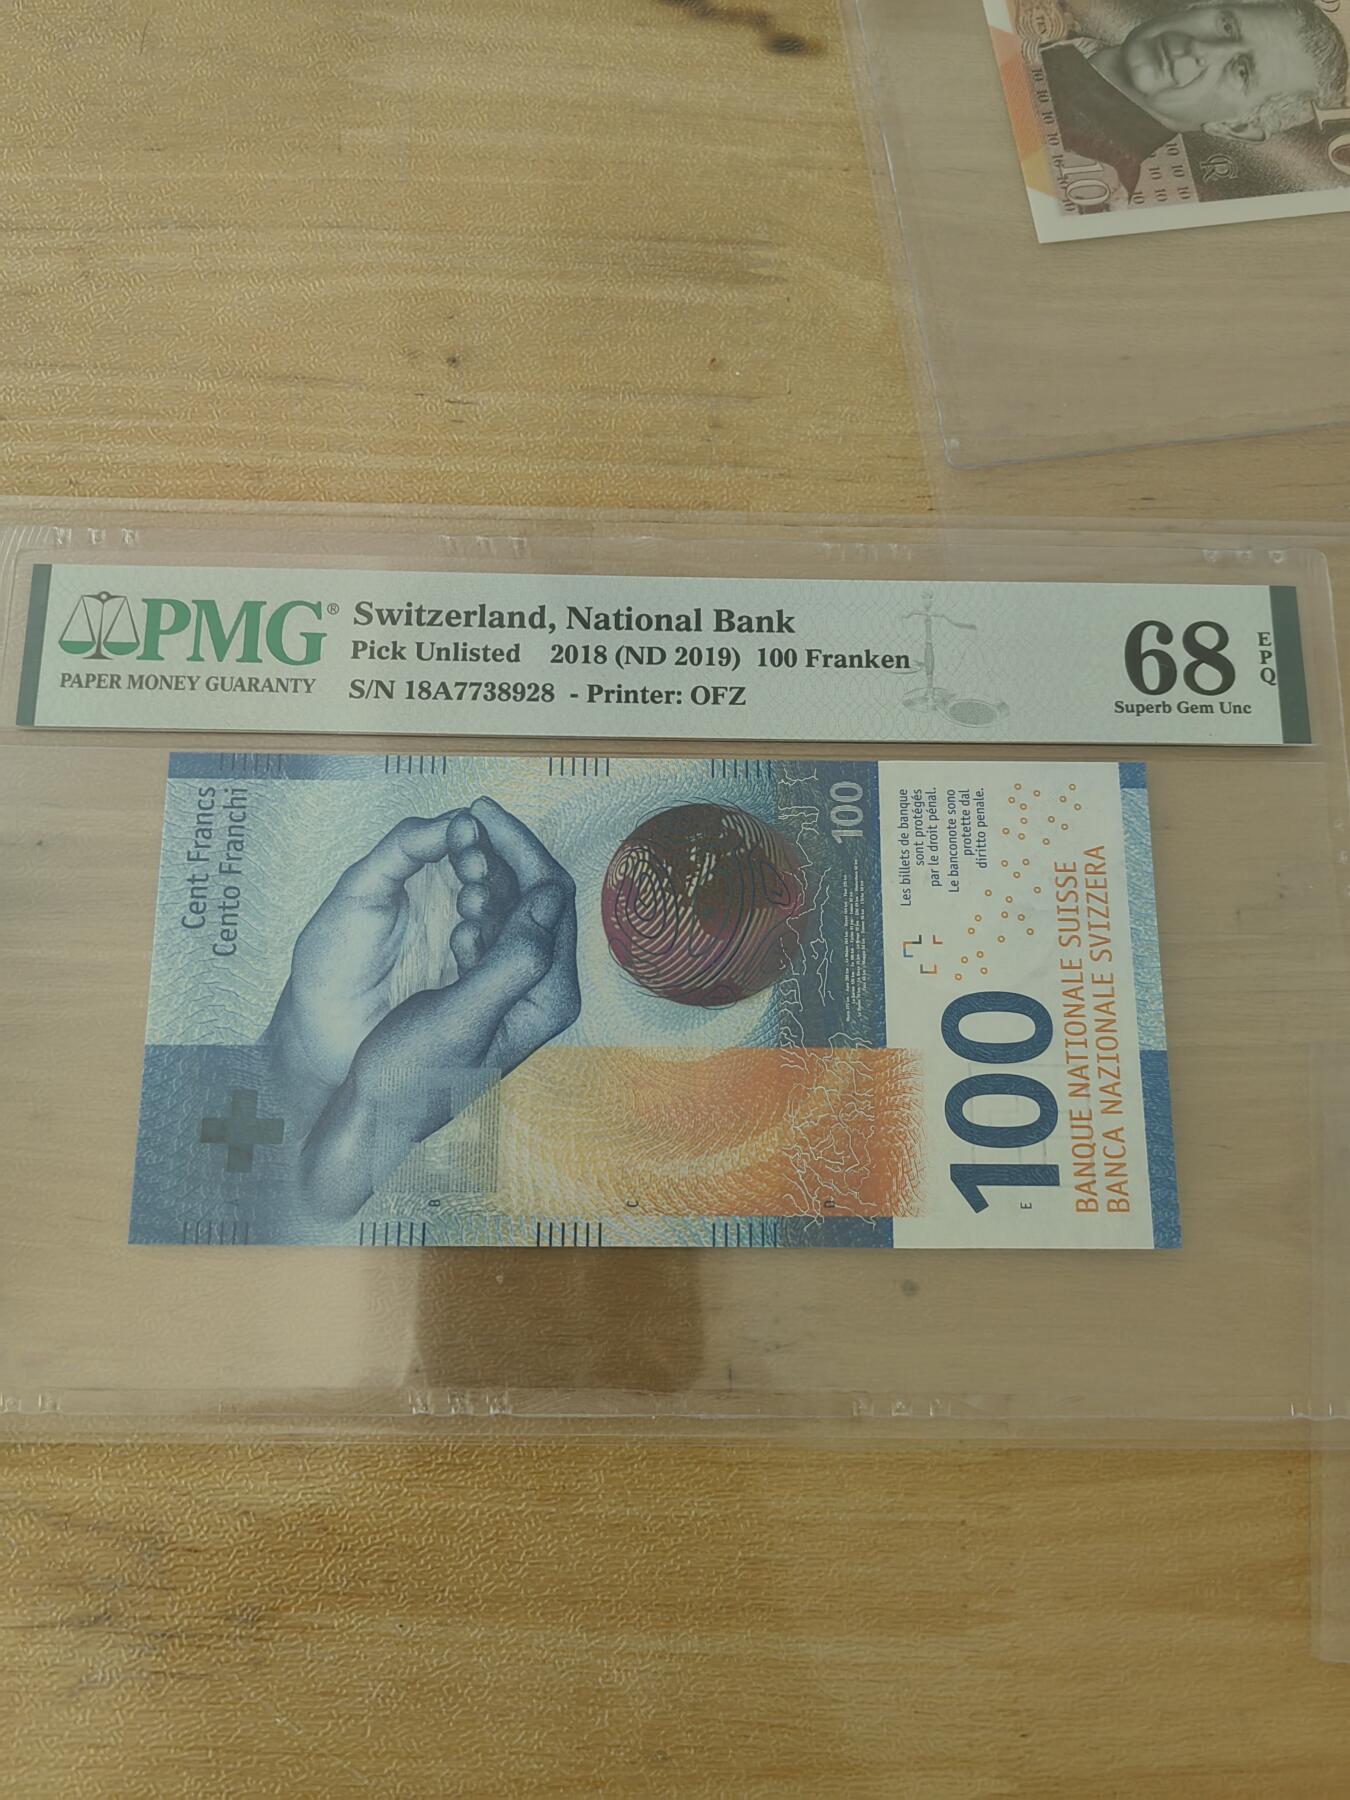 PMG®
PAPER MONEY GUARANTY
Switzerland, National Bank
Pick Unlisted 2018 (ND 2019) 100 Franken
S/N 18A7738928 - Printer: OFZ
68
EPQ
Superb Gem Unc
Cent Francs
Cento Franchi
100
Les billets de banque
sont protégés
par le droit pénal.
Le banconote sono
protette dal
diritto penale.
100
BANQUE NATIONALE SUISSE
BANCA NAZIONALE SVIZZERA
B
C
D
E
10